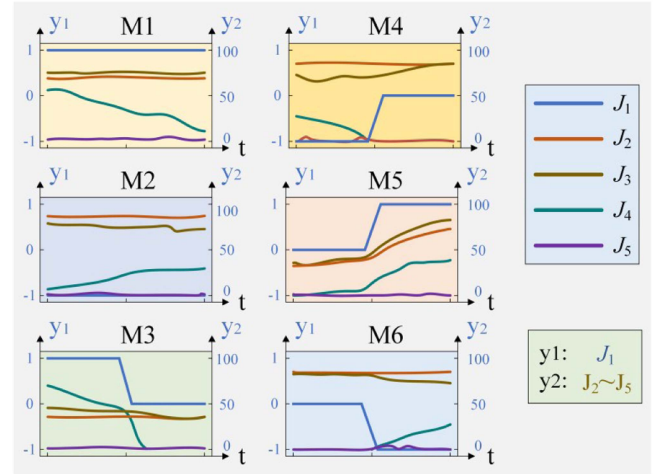 M1
M4
y1 y2 y1 y2
1 100 1 100
0 50 0 50
-1 0 t -1 0 t
M2
M5
y1 y2 y1 y2
1 100 1 100
0 50 0 50
-1 0 t -1 0 t
M3
M6
y1 y2 y1 y2
1 100 1 100
0 50 0 50
-1 0 t -1 0 t
J1
J2
J3
J4
J5
y1: J1
y2: J2~J5